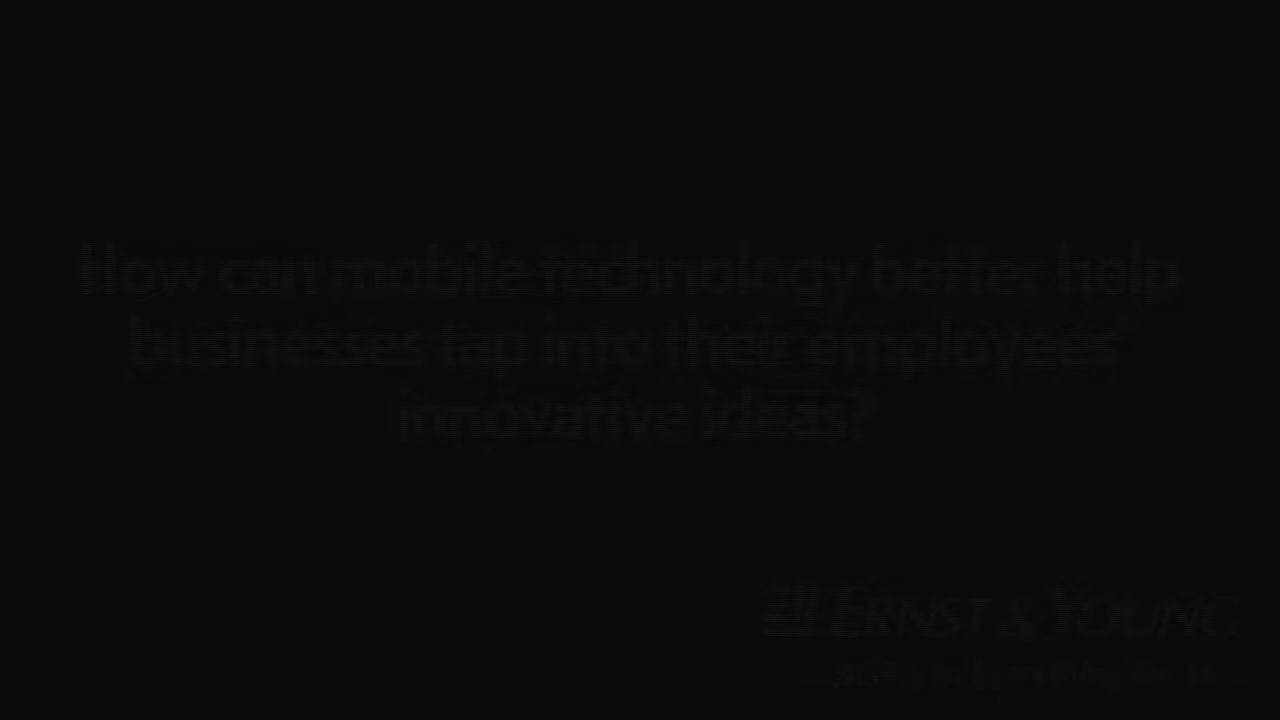 How can mobile technology better help
businesses tap into their employees'
innovative ideas?
ERNST & YOUNG